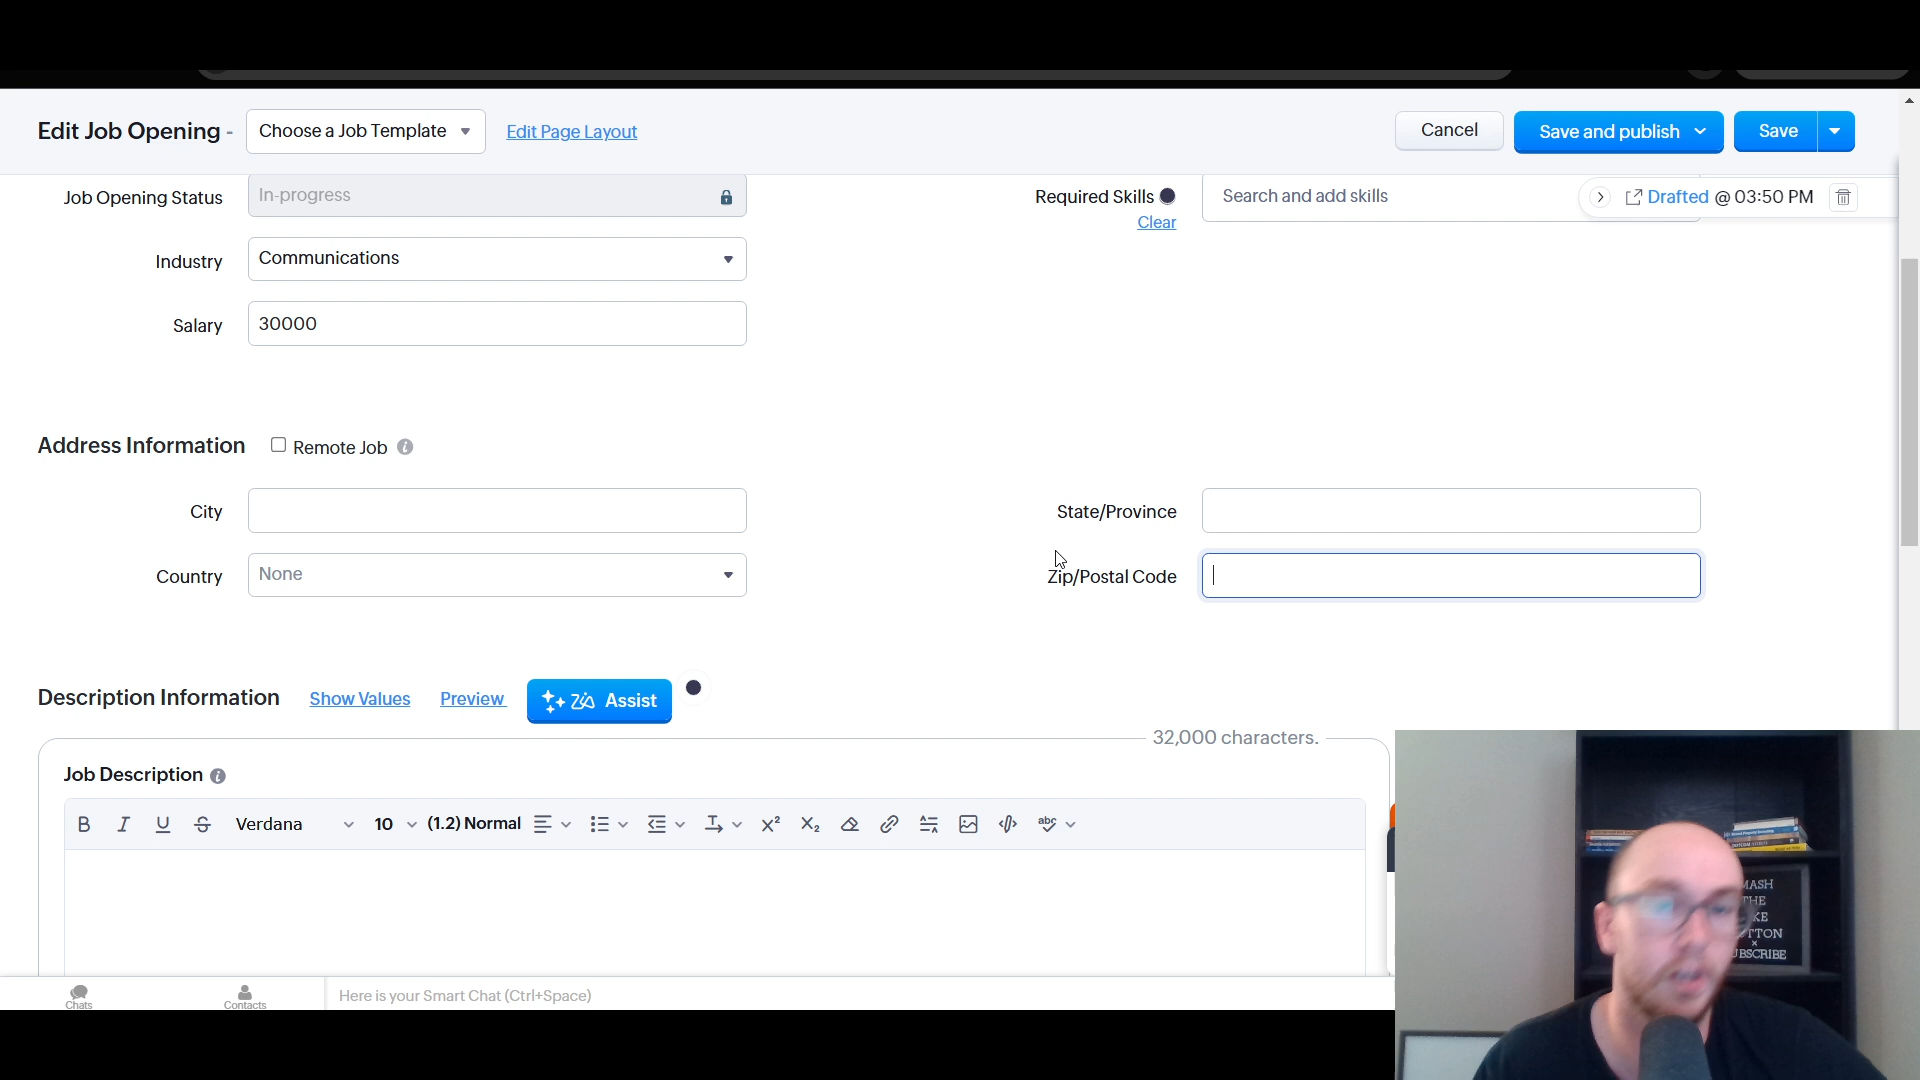 Edit Job Opening - Choose a Job Template Edit Page Layout Cancel Save and publish Save
Job Opening Status In-progress Required Skills Search and add skills Drafted @ 03:50 PM
Clear
Industry Communications
Salary 30000
Address Information Remote Job
City State/Province
Country None Zip/Postal Code
Description Information Show Values Preview Zia Assist
32,000 characters.
Job Description
B I U S Verdana 10 (1.2) Normal
Chats Contacts Here is your Smart Chat (Ctrl+Space)
THE